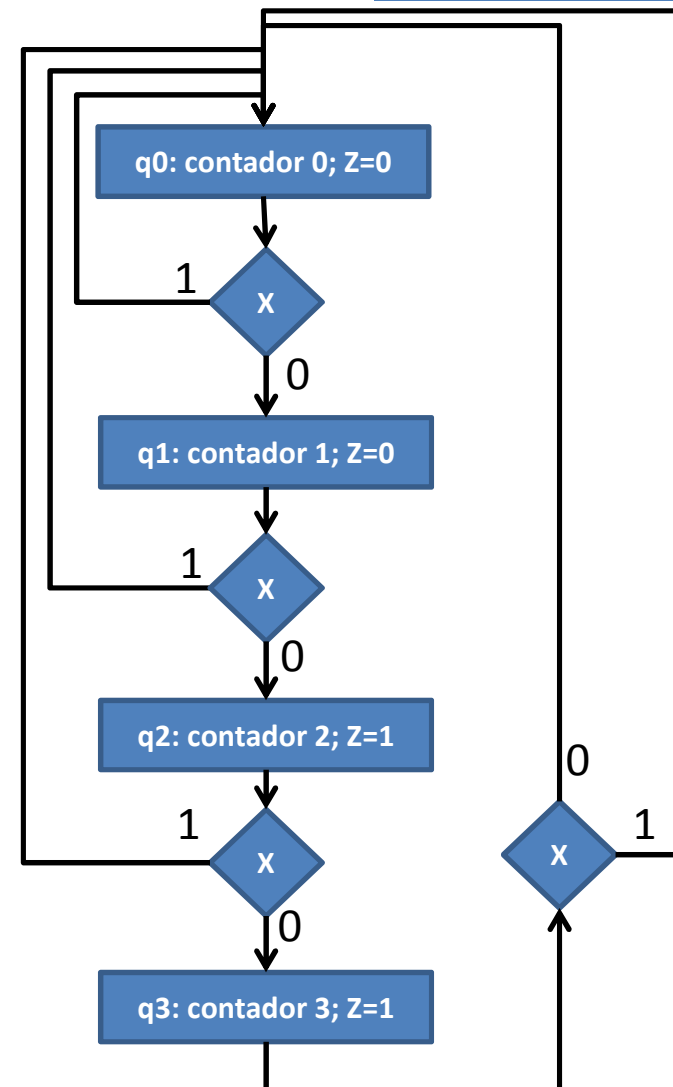 q0: contador 0; Z=0
1
X
0
q1: contador 1; Z=0
1
X
0
q2: contador 2; Z=1
0
1
X
X
1
0
q3: contador 3; Z=1